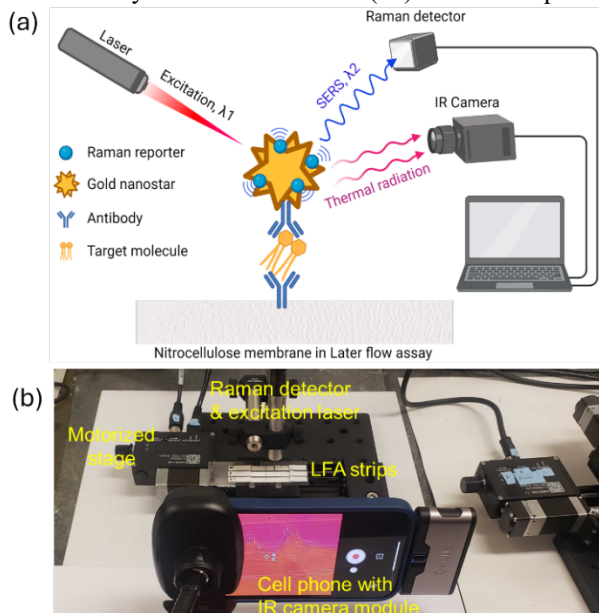 (a)
Laser
Excitation, λ1
SERS, λ2
Raman detector
IR Camera
Thermal radiation
Raman reporter
Gold nanostar
Antibody
Target molecule
Nitrocellulose membrane in Later flow assay
(b)
Raman detector
& excitation laser
Motorized
stage
LFA strips
Cell phone with
IR camera module